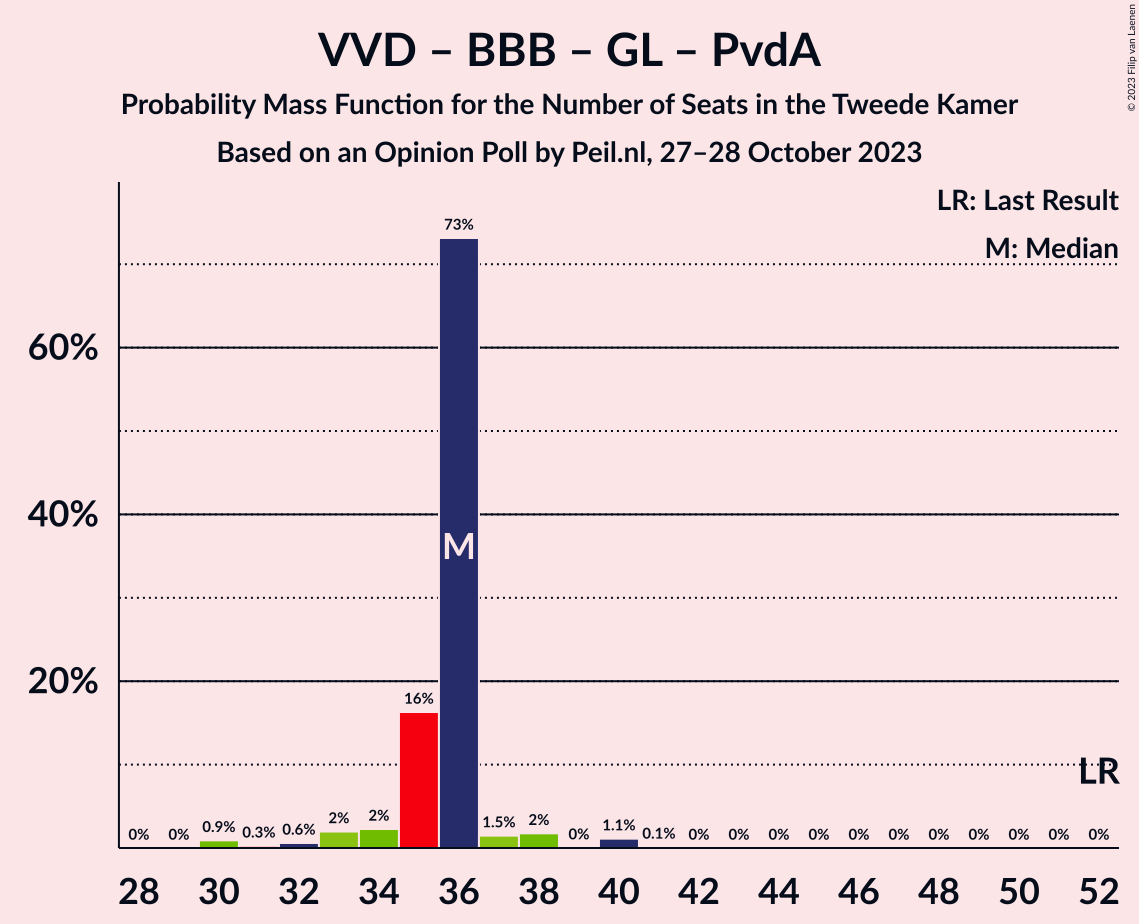 VVD – BBB – GL – PvdA
Probability Mass Function for the Number of Seats in the Tweede Kamer
Based on an Opinion Poll by Peil.nl, 27–28 October 2023
© 2023 Filip van Laenen
LR: Last Result
M: Median
60%
40%
20%
0% 0% 0.9% 0.3% 0.6% 2% 2% 16% 73% 1.5% 2% 0% 1.1% 0.1% 0% 0% 0% 0% 0% 0% 0% 0% 0% 0% 0%
M
LR
28 30 32 34 36 38 40 42 44 46 48 50 52